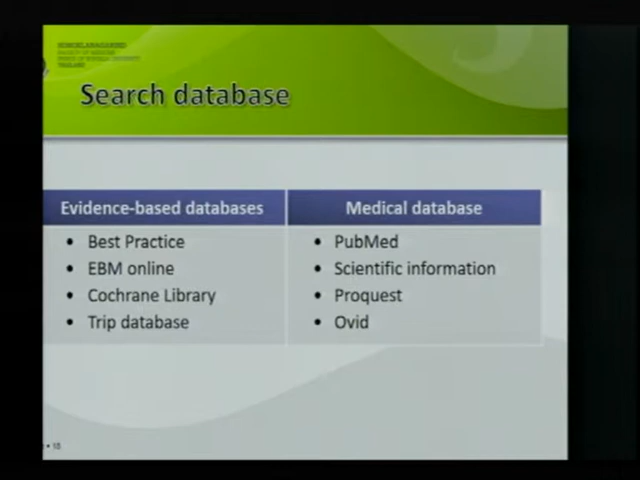 Search database
Evidence-based databases
Medical database
• Best Practice
• EBM online
• Cochrane Library
• Trip database
• PubMed
• Scientific information
• Proquest
• Ovid
• 18